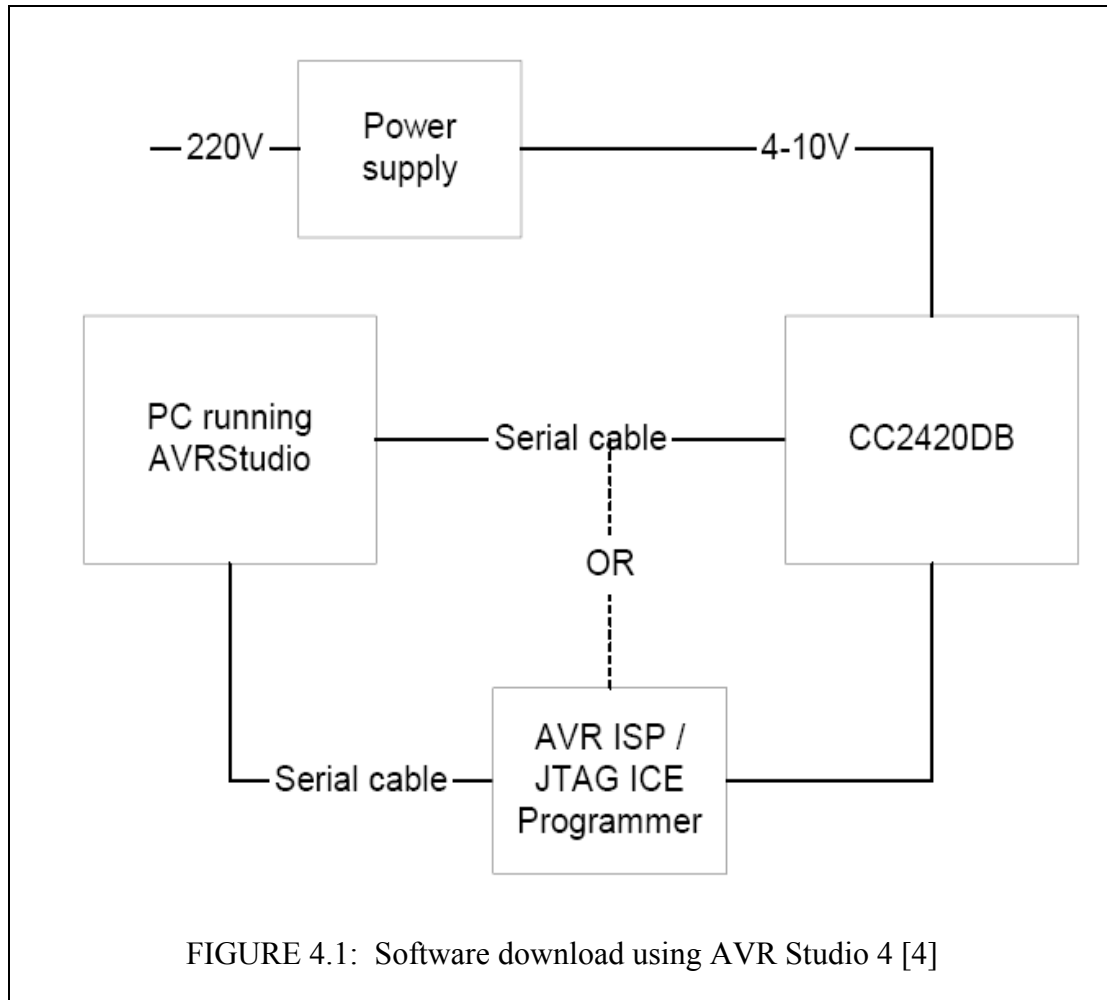 Power
supply
220V
4-10V
PC running
AVRStudio
Serial cable
CC2420DB
OR
AVR ISP /
JTAG ICE
Programmer
Serial cable
FIGURE 4.1:  Software download using AVR Studio 4 [4]